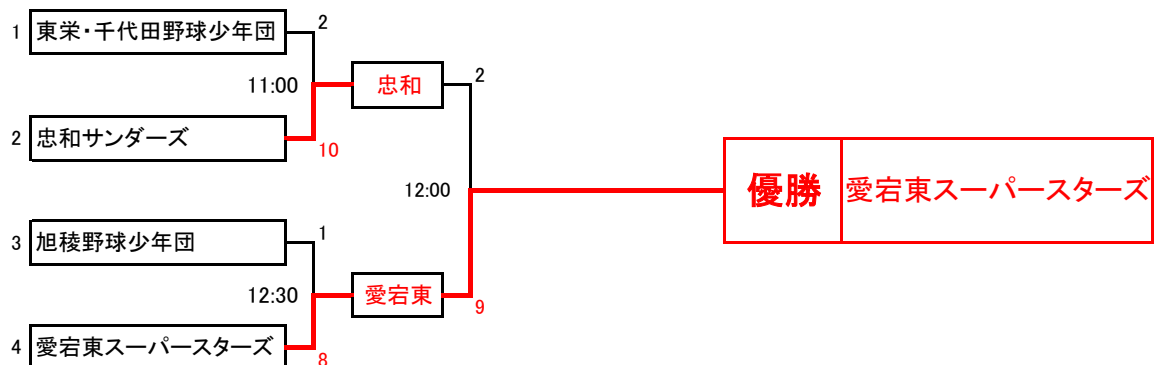 1 東栄・千代田野球少年団 2
11:00 忠和 2
2 忠和サンダーズ 10
12:00 優勝 愛宕東スーパースターズ
3 旭稜野球少年団 1
12:30 愛宕東 9
4 愛宕東スーパースターズ 8